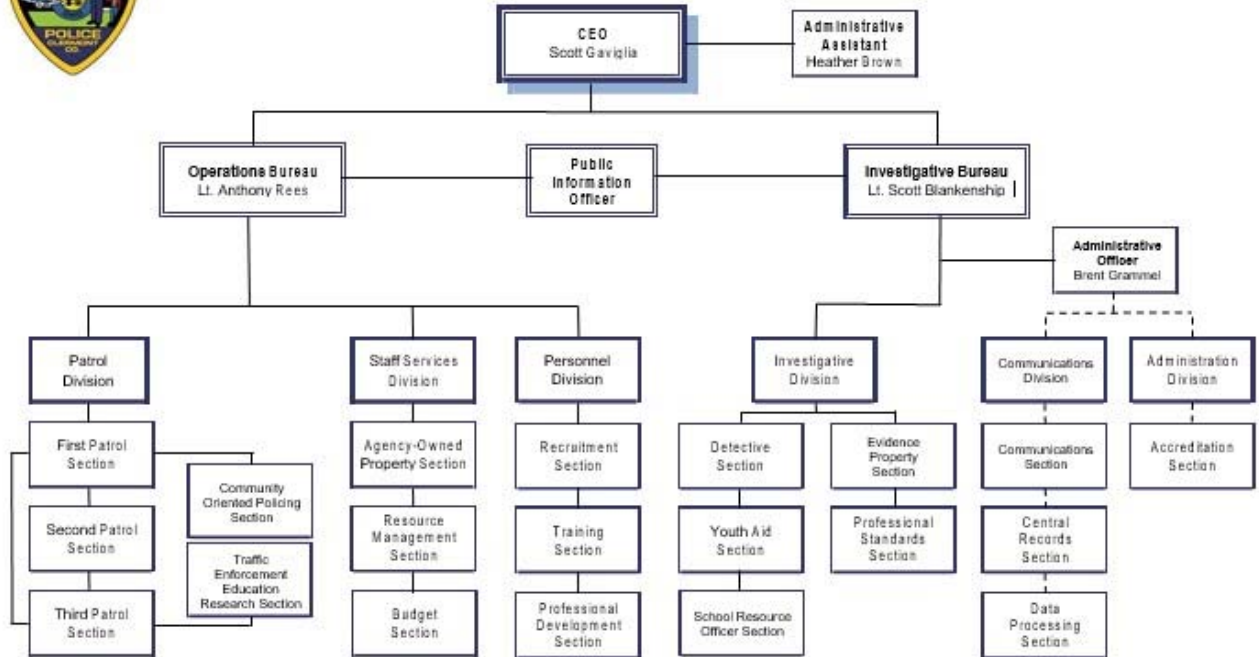 POLICE
CLERMONT
CO.
CEO
Scott Gaviglia
Administrative
Assistant
Heather Brown
Operations Bureau
Lt. Anthony Rees
Public
Information
Officer
Investigative Bureau
Lt. Scott Blankenship
Administrative
Officer
Brent Grammel
Patrol
Division
Staff Services
Division
Personnel
Division
Investigative
Division
Communications
Division
Administration
Division
First Patrol
Section
Community
Oriented Policing
Section
Second Patrol
Section
Traffic
Enforcement
Education
Research Section
Third Patrol
Section
Agency-Owned
Property Section
Resource
Management
Section
Budget
Section
Recruitment
Section
Training
Section
Professional
Development
Section
Detective
Section
Youth Aid
Section
School Resource
Officer Section
Evidence
Property
Section
Professional
Standards
Section
Communications
Section
Central
Records
Section
Data
Processing
Section
Accreditation
Section